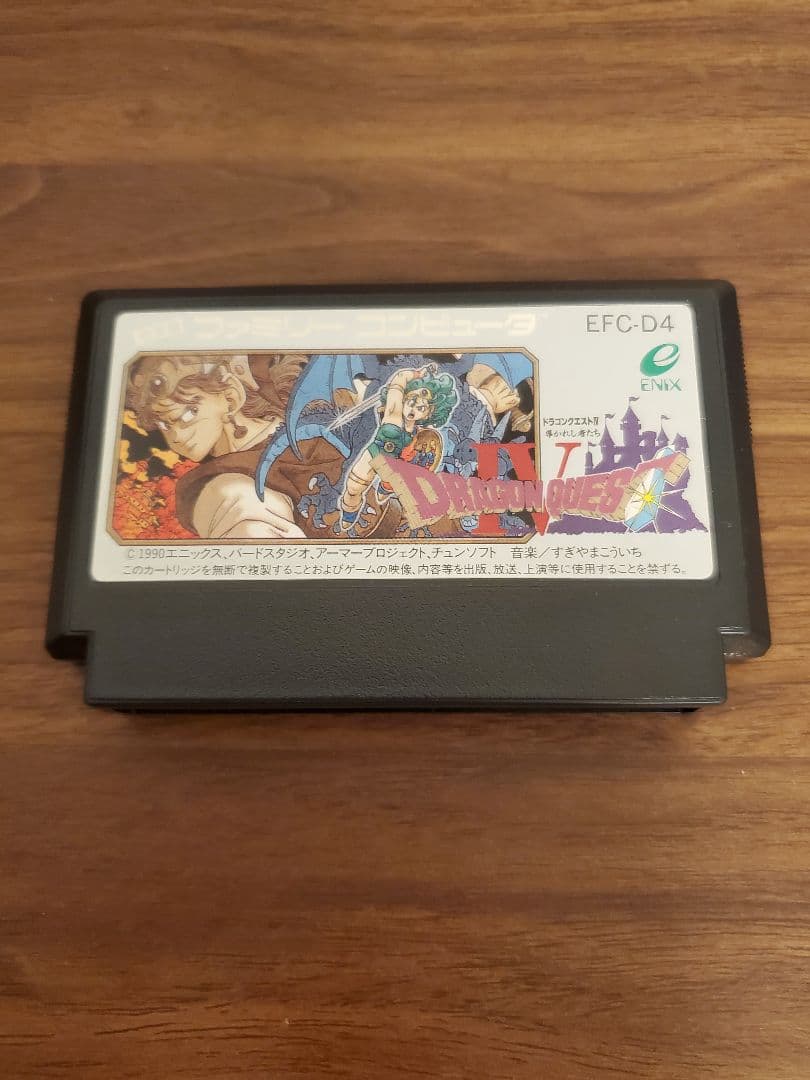 ファミリー コンピュータ™
EFC-D4
ENIX
ドラゴンクエストIV
導かれし者たち
IV
DRAGON QUEST
© 1990エニックス、バードスタジオ、アーマープロジェクト、チュンソフト 音楽/すぎやまこういち
このカートリッジを無断で複製することおよびゲームの映像、内容等を出版、放送、上演等に使用することを禁ずる。